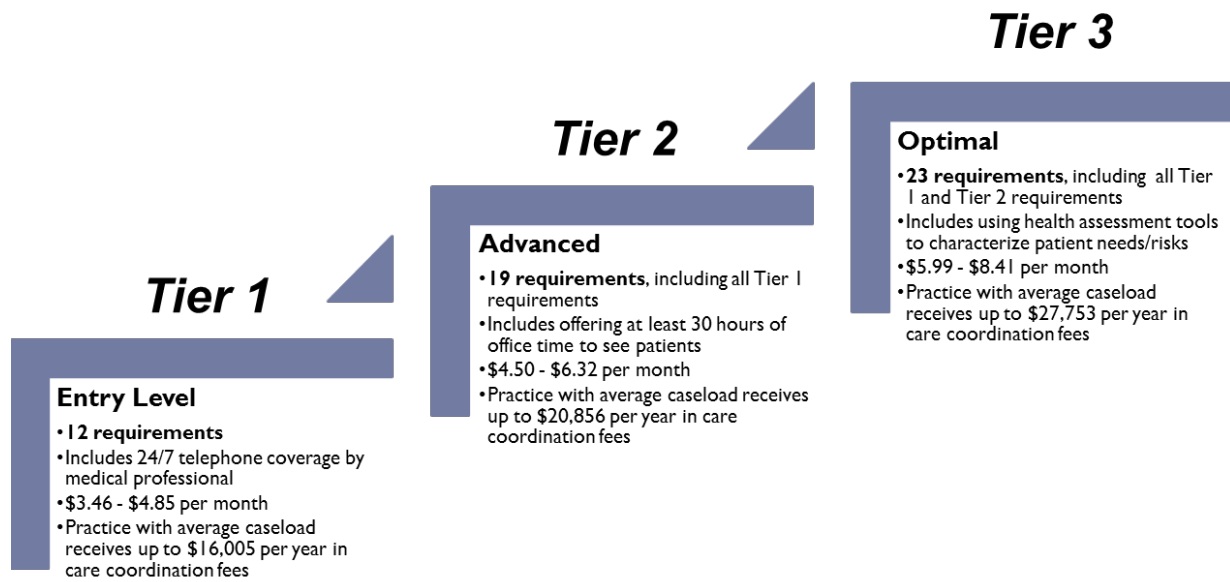 Tier 1
Entry Level
•12 requirements
•Includes 24/7 telephone coverage by
medical professional
•$3.46 - $4.85 per month
•Practice with average caseload
receives up to $16,005 per year in
care coordination fees
Tier 2
Advanced
•19 requirements, including all Tier 1
requirements
•Includes offering at least 30 hours of
office time to see patients
•$4.50 - $6.32 per month
•Practice with average caseload receives
up to $20,856 per year in care
coordination fees
Tier 3
Optimal
•23 requirements, including all Tier
1 and Tier 2 requirements
•Includes using health assessment tools
to characterize patient needs/risks
•$5.99 - $8.41 per month
•Practice with average caseload
receives up to $27,753 per year in
care coordination fees